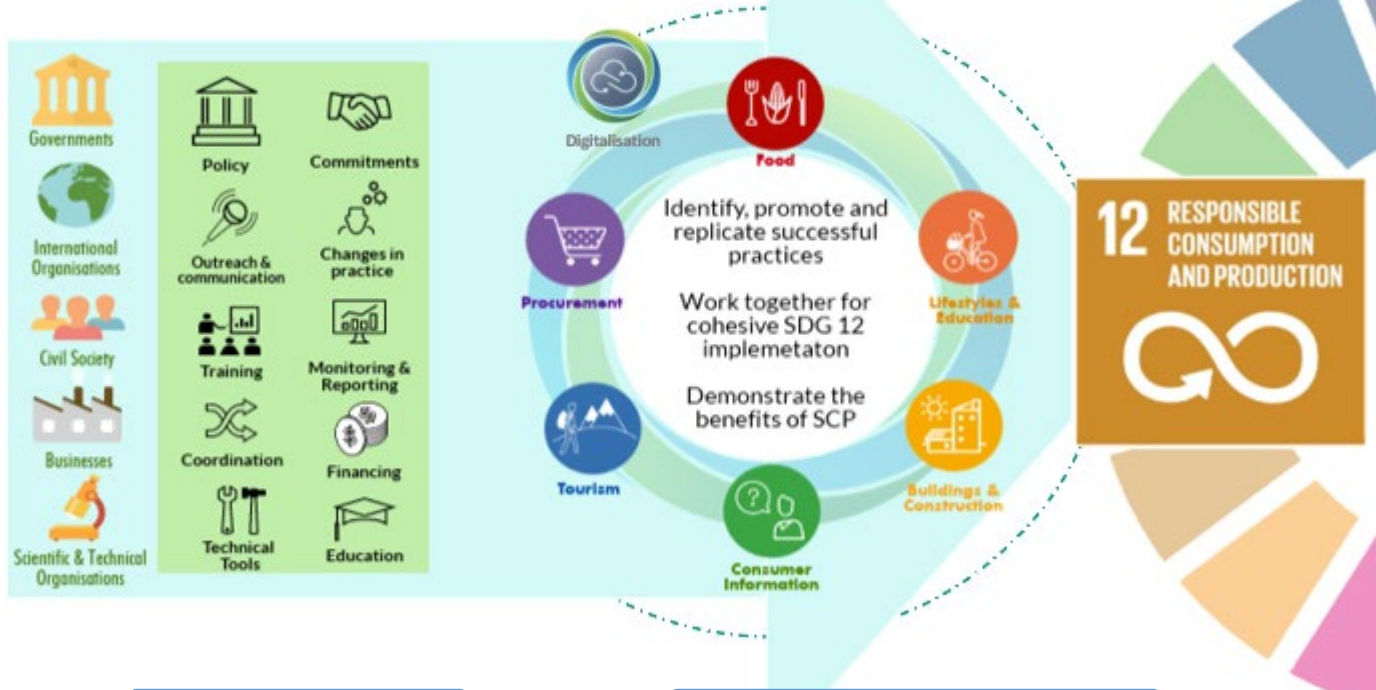 Governments
International
Organisations
Civil Society
Businesses
Scientific & Technical
Organisations
Policy
Commitments
Outreach &
communication
Changes in
practice
Training
Monitoring &
Reporting
Coordination
Financing
Technical
Tools
Education
Digitalisation
Food
Procurement
Lifestyles &
Education
Tourism
Buildings &
Construction
Consumer
Information
Identify, promote and
replicate successful
practices
Work together for
cohesive SDG 12
implemetaton
Demonstrate the
benefits of SCP
12 RESPONSIBLE
CONSUMPTION
AND PRODUCTION